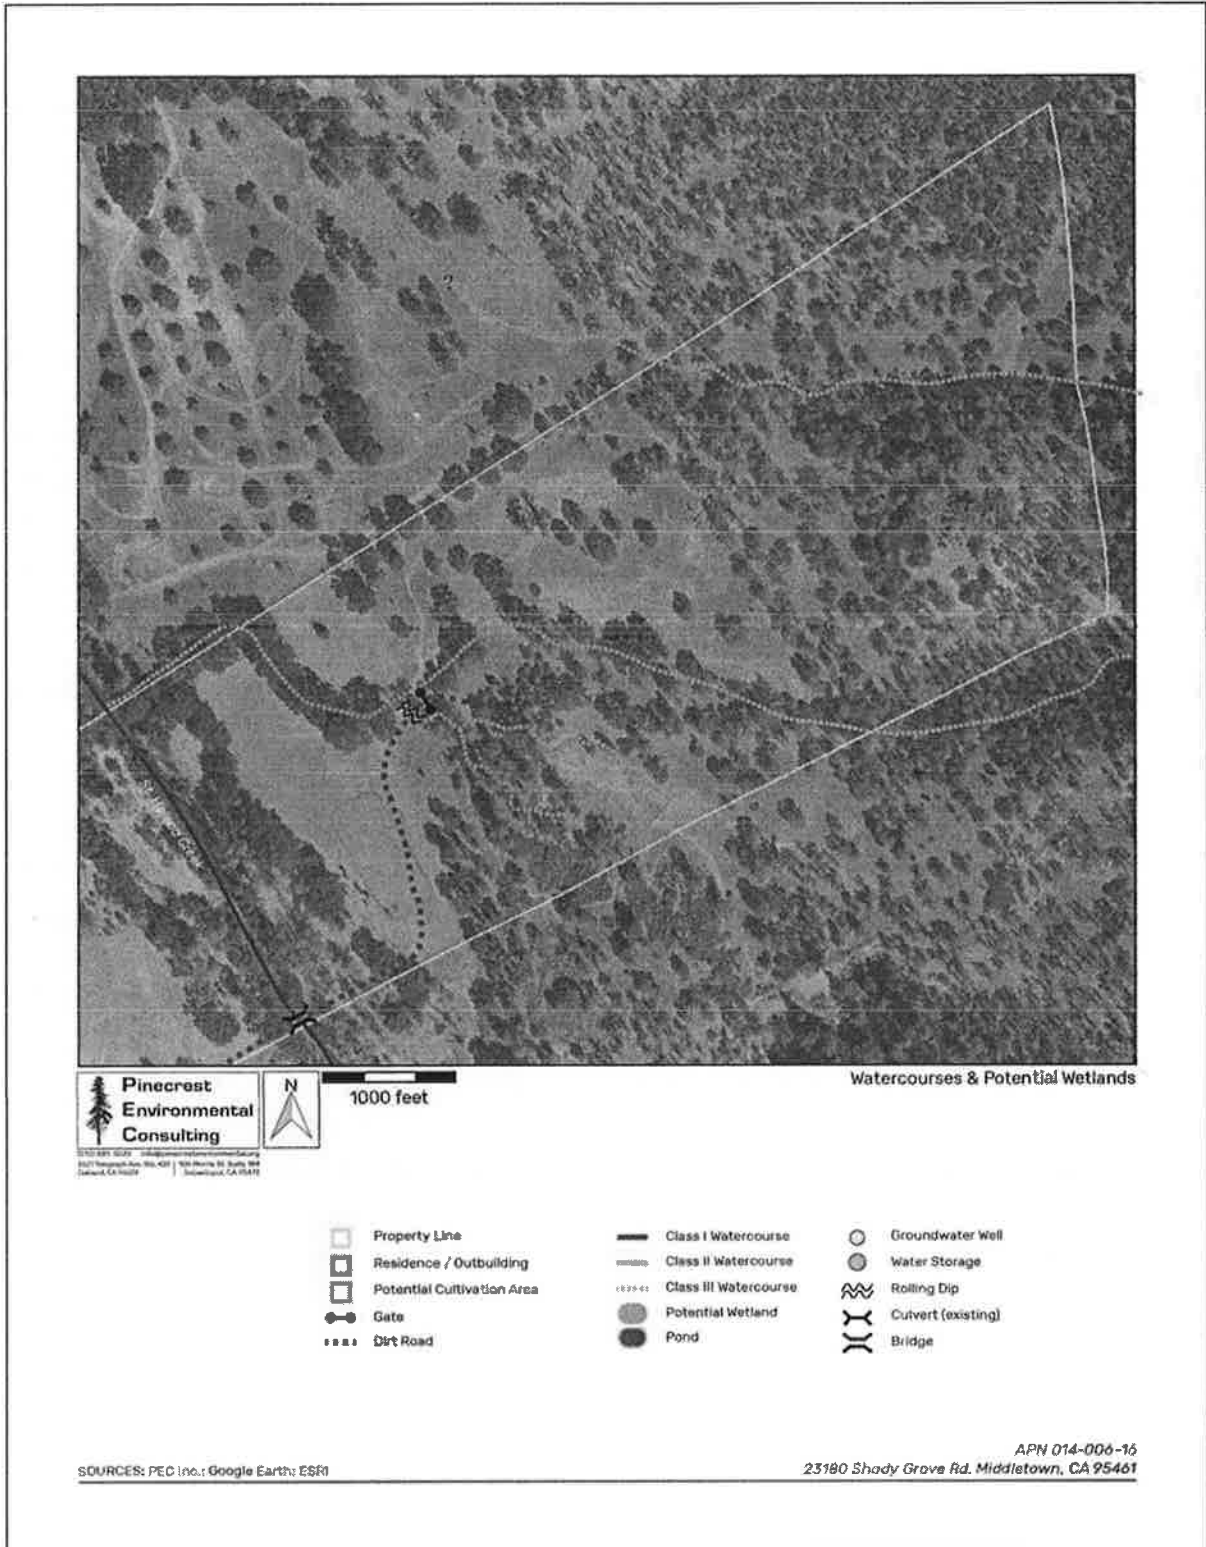 ?
Pinecrest
Environmental
Consulting
N
1000 feet
Watercourses & Potential Wetlands
Property Line
Residence / Outbuilding
Potential Cultivation Area
Gate
Dirt Road
Class I Watercourse
Class II Watercourse
Class III Watercourse
Potential Wetland
Pond
Groundwater Well
Water Storage
Rolling Dip
Culvert (existing)
Bridge
SOURCES: PEC Inc.; Google Earth; ESRI
APN 014-006-16
23180 Shady Grove Rd. Middletown, CA 95461